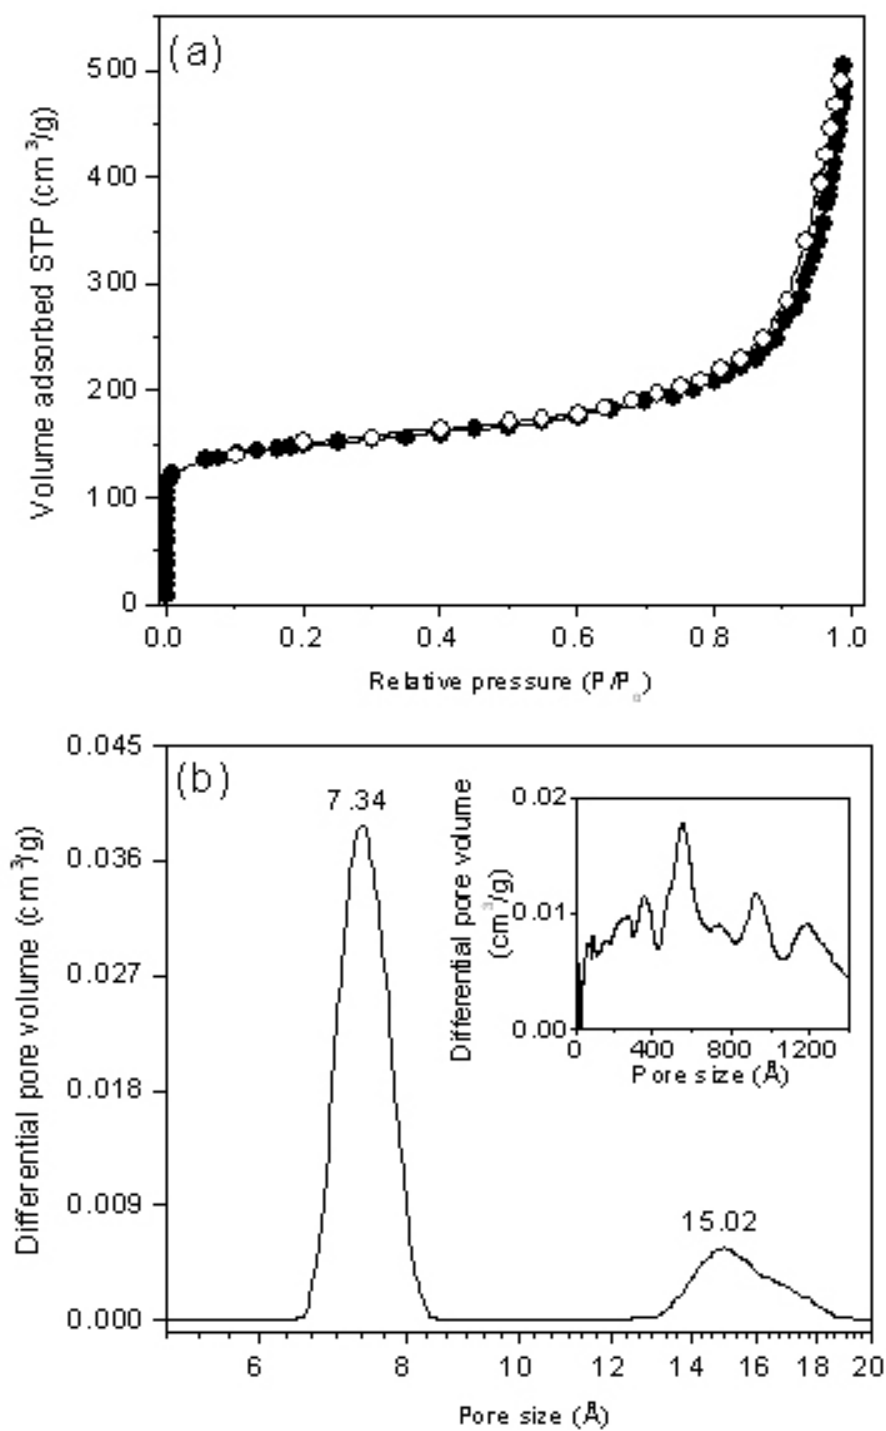 (a)
Volume adsorbed STP (cm³/g)
500
400
300
200
100
0
0.0 0.2 0.4 0.6 0.8 1.0
Relative pressure (P/P₀)
(b)
Differential pore volume (cm³/g)
0.045
0.036
0.027
0.018
0.009
0.000
7.34
15.02
6 8 10 12 14 16 18 20
Pore size (Å)
Differential pore volume
(cm³/g)
0.02
0.01
0.00
0 400 800 1200
Pore size (Å)